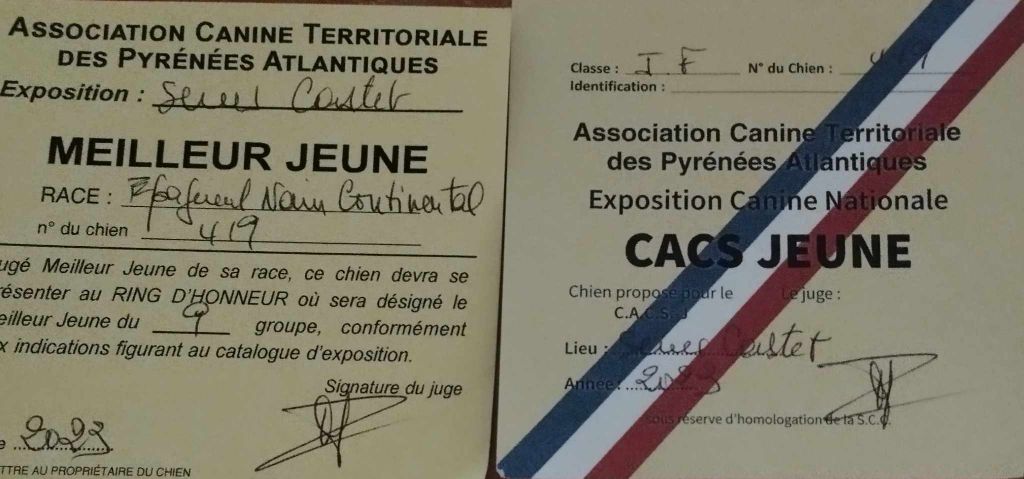 ASSOCIATION CANINE TERRITORIALE
DES PYRÉNÉES ATLANTIQUES
Exposition :
MEILLEUR JEUNE
RACE : Epagneul Nain Continental
n° du chien 419
ugé Meilleur Jeune de sa race, ce chien devra se
résenter au RING D'HONNEUR où sera désigné le
eilleur Jeune du 9 groupe, conformément
x indications figurant au catalogue d'exposition.
Signature du juge
e 2023
TTRE AU PROPRIÉTAIRE DU CHIEN
Classe : J F N° du Chien : 419
Identification :
Association Canine Territoriale
des Pyrénées Atlantiques
Exposition Canine Nationale
CACS JEUNE
Chien proposé pour le Le juge :
C.A.C.S. J
Lieu :
Année : 2023
sous réserve d'homologation de la S.C.C.